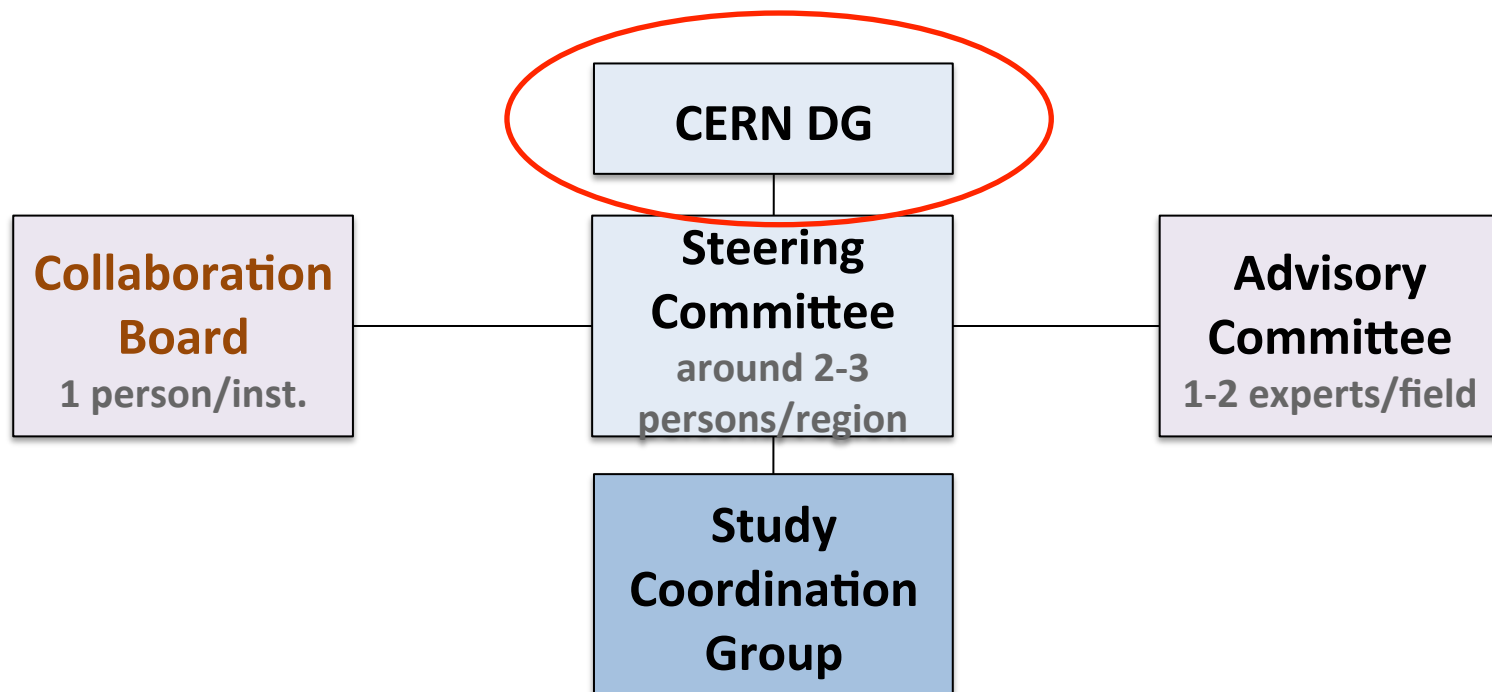 CERN DG
Collaboration
Board
1 person/inst.
Steering
Committee
around 2-3
persons/region
Advisory
Committee
1-2 experts/field
Study
Coordination
Group